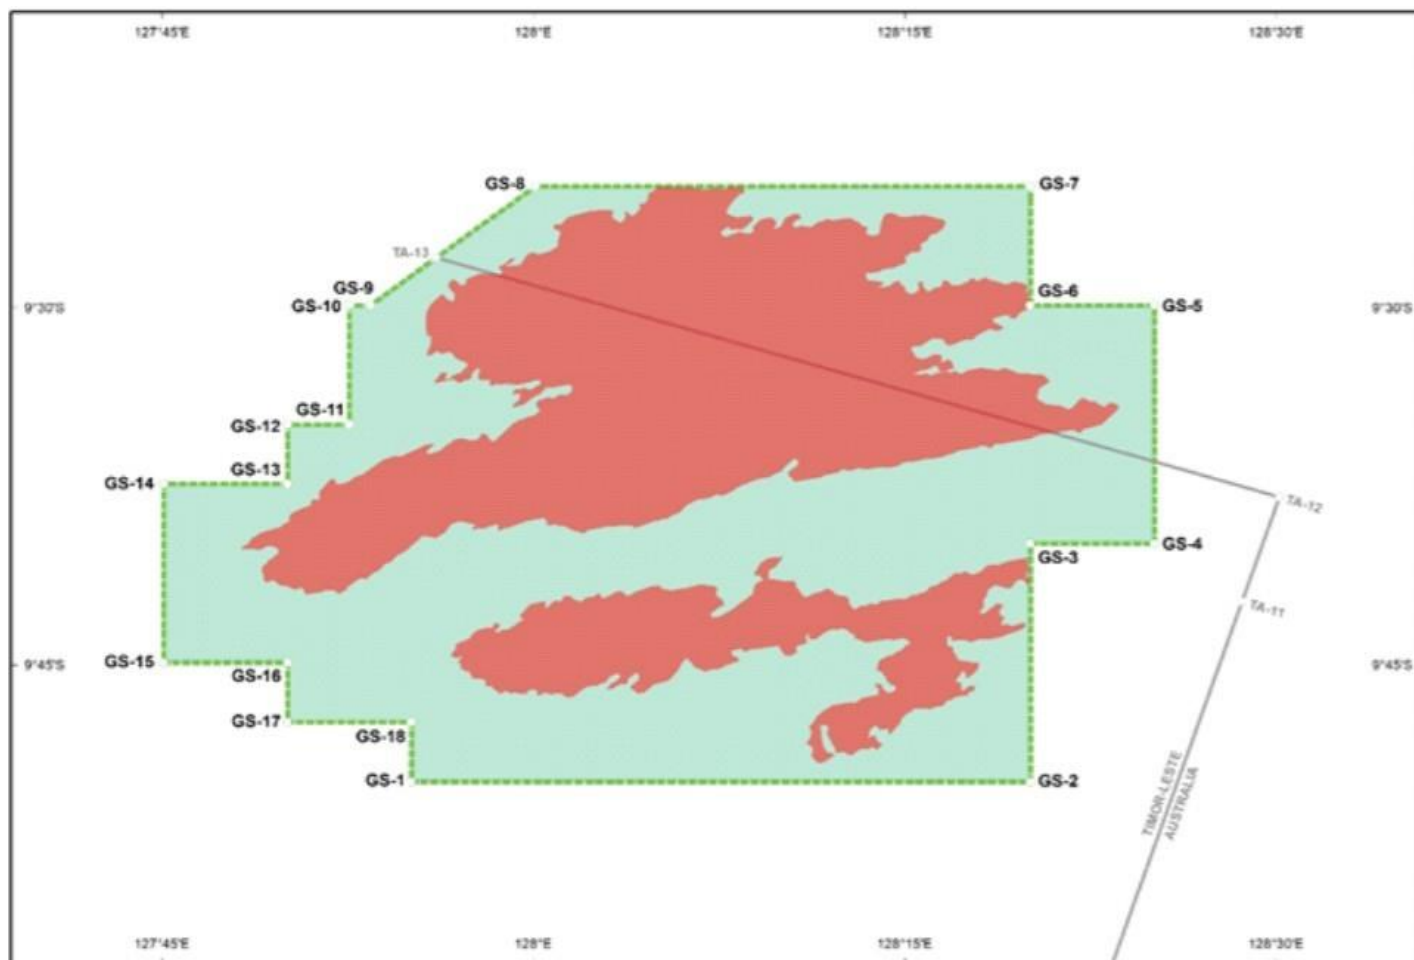 127°45'E
128°E
128°15'E
128°30'E
GS-8
GS-7
TA-13
GS-9
GS-6
9°30'S
GS-10
GS-5
9°30'S
GS-11
GS-12
GS-13
GS-14
TA-12
GS-4
GS-3
TA-11
9°45'S
GS-15
9°45'S
GS-16
GS-17
GS-18
GS-1
GS-2
TIMOR-LESTE
AUSTRALIA
127°45'E
128°E
128°15'E
128°30'E